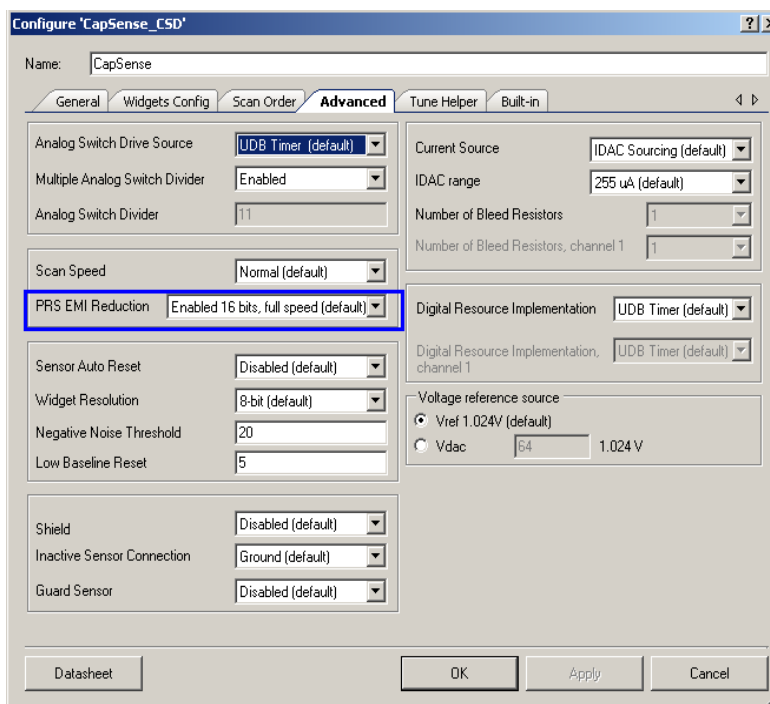 Configure 'CapSense_CSD'
Name: CapSense
General Widgets Config Scan Order Advanced Tune Helper Built-in
Analog Switch Drive Source UDB Timer (default)
Multiple Analog Switch Divider Enabled
Analog Switch Divider 11
Scan Speed Normal (default)
PRS EMI Reduction Enabled 16 bits, full speed (default)
Sensor Auto Reset Disabled (default)
Widget Resolution 8-bit (default)
Negative Noise Threshold 20
Low Baseline Reset 5
Shield Disabled (default)
Inactive Sensor Connection Ground (default)
Guard Sensor Disabled (default)
Current Source IDAC Sourcing (default)
IDAC range 255 uA (default)
Number of Bleed Resistors 1
Number of Bleed Resistors, channel 1 1
Digital Resource Implementation UDB Timer (default)
Digital Resource Implementation, UDB Timer (default)
channel 1
Voltage reference source
Vref 1.024V (default)
Vdac 64 1.024 V
Datasheet OK Apply Cancel